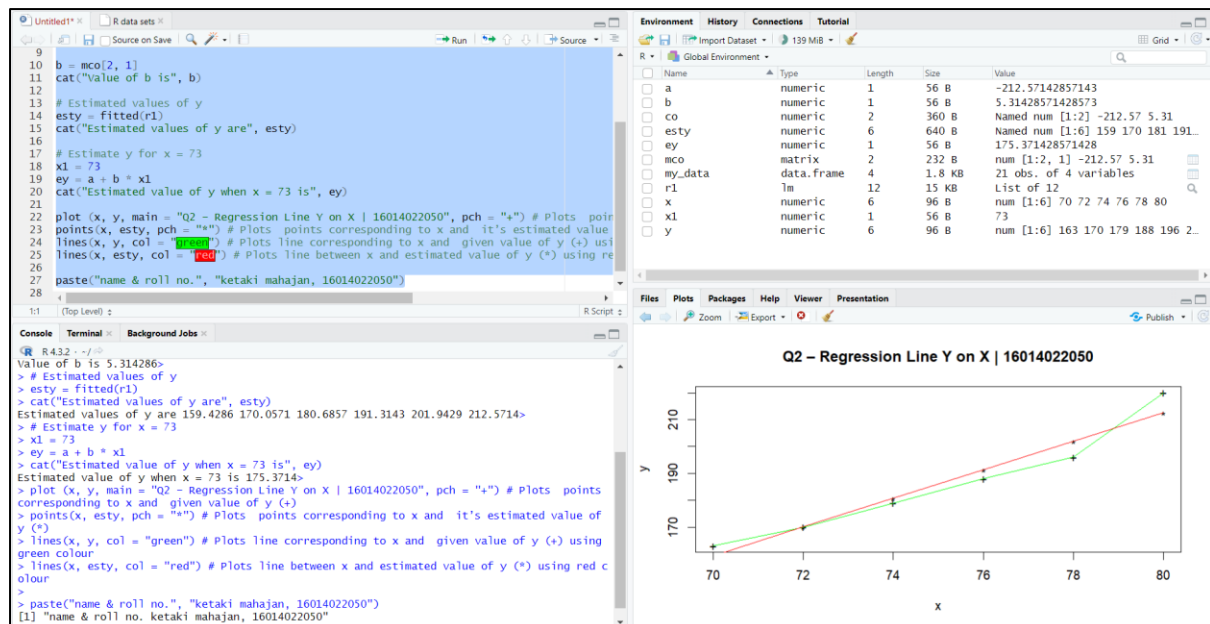 Untitled1* × R data sets ×
Source on Save Run Source
9
10 b = mco[2, 1]
11 cat("Value of b is", b)
12
13 # Estimated values of y
14 esty = fitted(r1)
15 cat("Estimated values of y are", esty)
16
17 # Estimate y for x = 73
18 x1 = 73
19 ey = a + b * x1
20 cat("Estimated value of y when x = 73 is", ey)
21
22 plot (x, y, main = "Q2 - Regression Line Y on X | 16014022050", pch = "+") # Plots poin
23 points(x, esty, pch = "*") # Plots points corresponding to x and it's estimated value
24 lines(x, y, col = "green") # Plots line corresponding to x and given value of y (+) usi
25 lines(x, esty, col = "red") # Plots line between x and estimated value of y (*) using re
26
27 paste("name & roll no.", "ketaki mahajan, 16014022050")
28
1:1 (Top Level) R Script
Console Terminal × Background Jobs ×
R 4.3.2 · ~/
Value of b is 5.314286>
> # Estimated values of y
> esty = fitted(r1)
> cat("Estimated values of y are", esty)
Estimated values of y are 159.4286 170.0571 180.6857 191.3143 201.9429 212.5714>
> # Estimate y for x = 73
> x1 = 73
> ey = a + b * x1
> cat("Estimated value of y when x = 73 is", ey)
Estimated value of y when x = 73 is 175.3714>
> plot (x, y, main = "Q2 - Regression Line Y on X | 16014022050", pch = "+") # Plots points
corresponding to x and given value of y (+)
> points(x, esty, pch = "*") # Plots points corresponding to x and it's estimated value of
y (*)
> lines(x, y, col = "green") # Plots line corresponding to x and given value of y (+) using
green colour
> lines(x, esty, col = "red") # Plots line between x and estimated value of y (*) using red c
olour
>
> paste("name & roll no.", "ketaki mahajan, 16014022050")
[1] "name & roll no. ketaki mahajan, 16014022050"
Environment History Connections Tutorial
Import Dataset 139 MiB Grid
R Global Environment
Name Type Length Size Value
a numeric 1 56 B -212.57142857143
b numeric 1 56 B 5.31428571428573
co numeric 2 360 B Named num [1:2] -212.57 5.31
esty numeric 6 640 B Named num [1:6] 159 170 181 191…
ey numeric 1 56 B 175.371428571428
mco matrix 2 232 B num [1:2, 1] -212.57 5.31
my_data data.frame 4 1.8 KB 21 obs. of 4 variables
r1 lm 12 15 KB List of 12
x numeric 6 96 B num [1:6] 70 72 74 76 78 80
x1 numeric 1 56 B 73
y numeric 6 96 B num [1:6] 163 170 179 188 196 2…
Files Plots Packages Help Viewer Presentation
Zoom Export Publish
Q2 – Regression Line Y on X | 16014022050
y
210
190
170
70 72 74 76 78 80
x